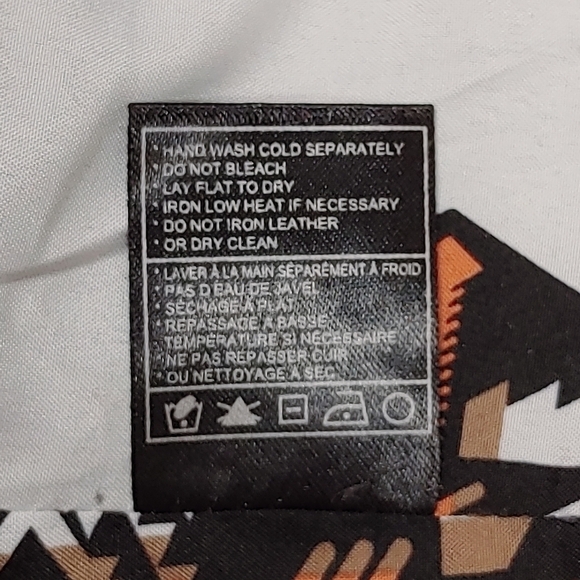 * HAND WASH COLD SEPARATELY
* DO NOT BLEACH
* LAY FLAT TO DRY
* IRON LOW HEAT IF NECESSARY
* DO NOT IRON LEATHER
* OR DRY CLEAN
* LAVER À LA MAIN SÉPARÉMENT À FROID
* PAS D'EAU DE JAVEL
* SÉCHAGE À PLAT
* REPASSAGE À BASSE
TEMPÉRATURE SI NÉCESSAIRE
* NE PAS REPASSER CUIR
* OU NETTOYAGE À SEC